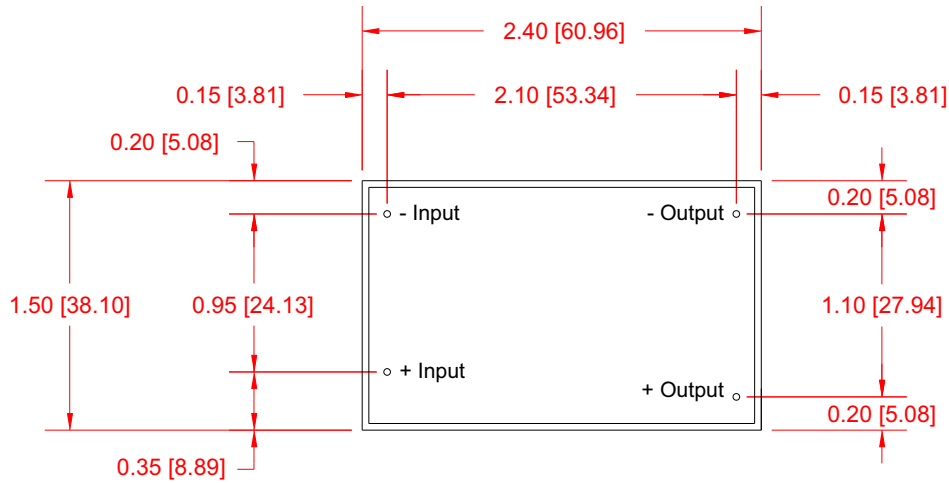 2.40 [60.96]
0.15 [3.81]
2.10 [53.34]
0.15 [3.81]
0.20 [5.08]
0.20 [5.08]
- Input
- Output
1.50 [38.10]
0.95 [24.13]
1.10 [27.94]
+ Input
+ Output
0.20 [5.08]
0.35 [8.89]